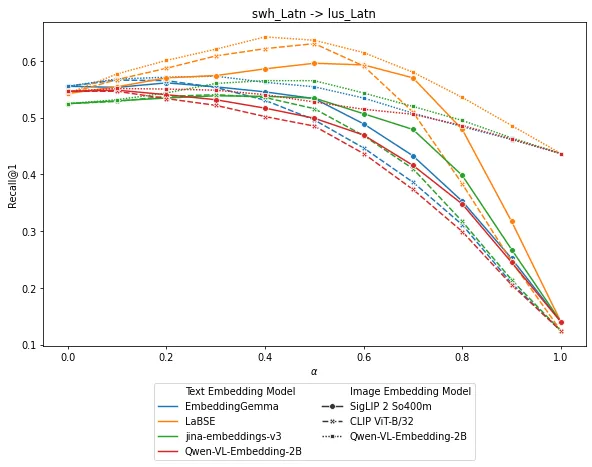 swh_Latn -> lus_Latn
Recall@1
0.6
0.5
0.4
0.3
0.2
0.1
0.0 0.2 0.4 0.6 0.8 1.0
α
Text Embedding Model Image Embedding Model
EmbeddingGemma SigLIP 2 So400m
LaBSE CLIP ViT-B/32
jina-embeddings-v3 Qwen-VL-Embedding-2B
Qwen-VL-Embedding-2B